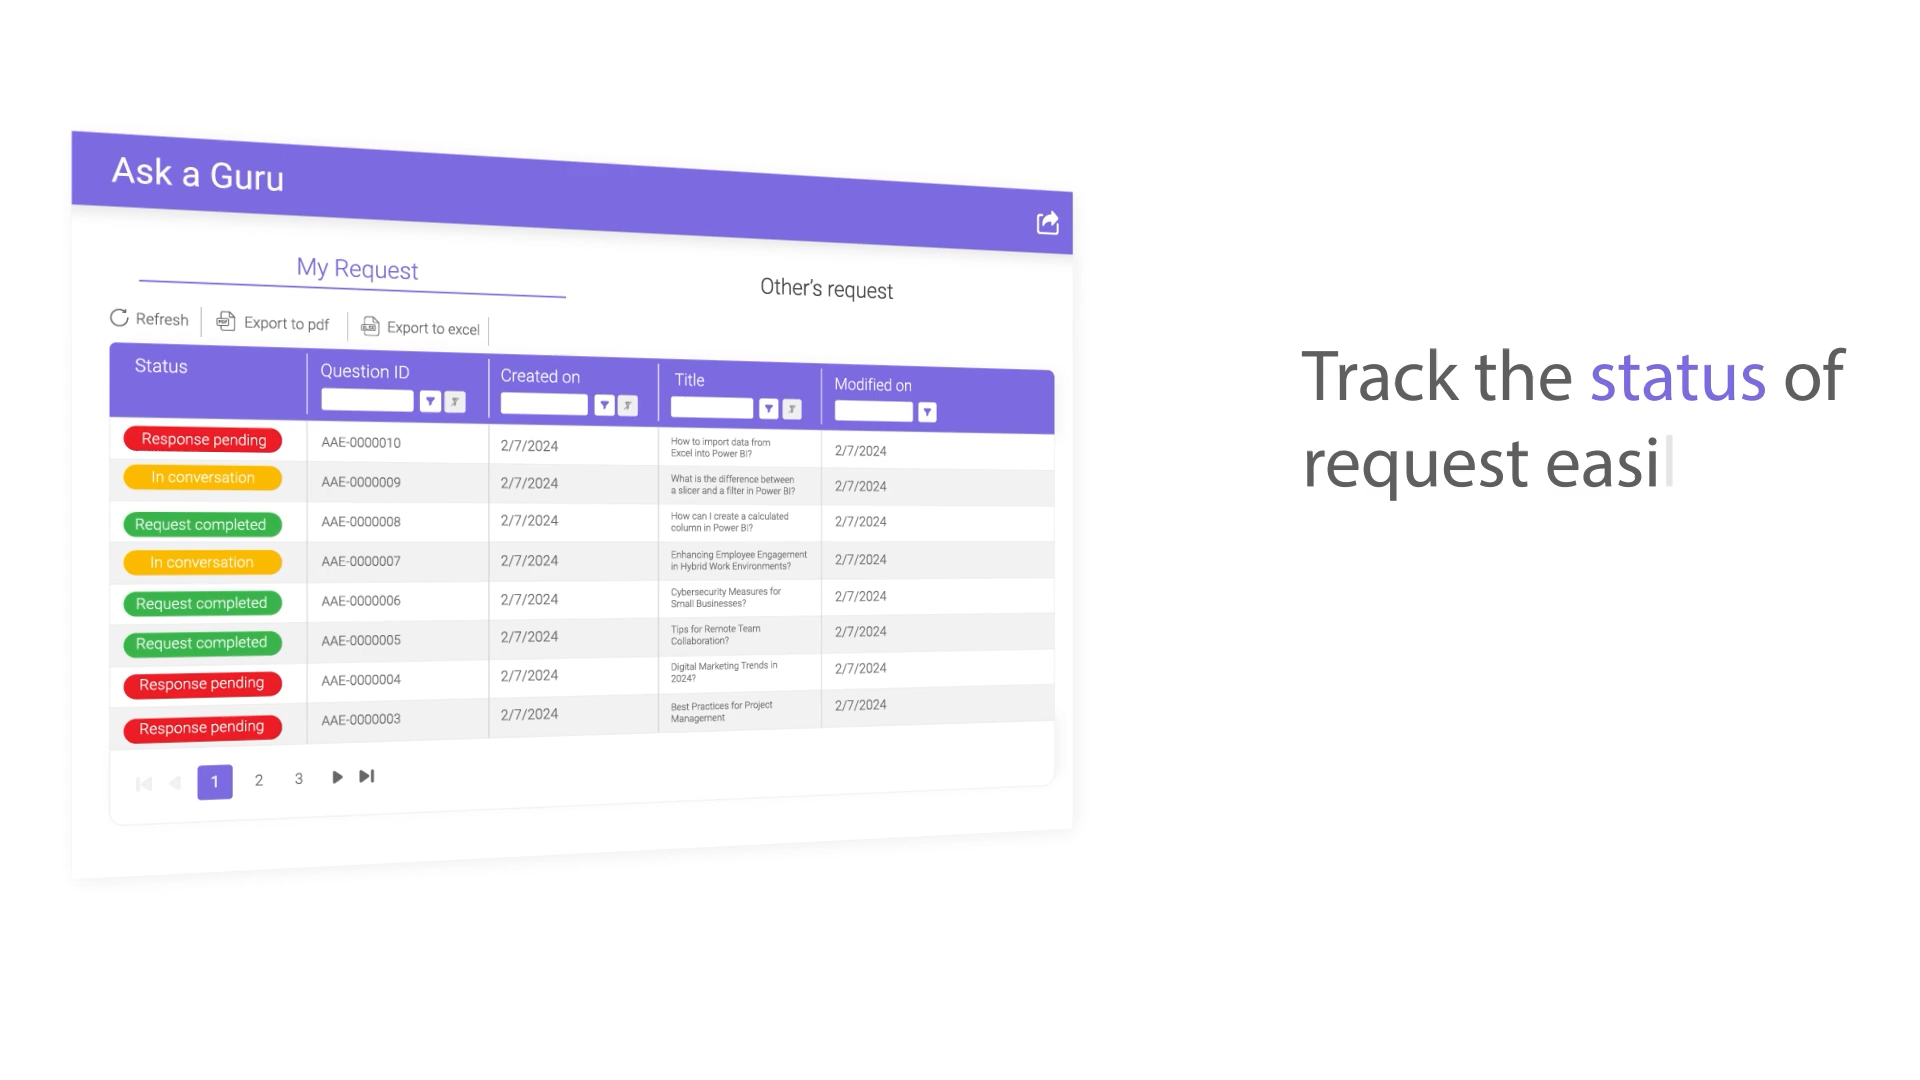 Ask a Guru
My Request
Other's request
Refresh
Export to pdf
Export to excel
Status
Question ID
Created on
Title
Modified on
Response pending
AAE-0000010
2/7/2024
How to import data from
Excel into Power BI?
2/7/2024
In conversation
AAE-0000009
2/7/2024
What is the difference between
a slicer and a filter in Power BI?
2/7/2024
Request completed
AAE-0000008
2/7/2024
How can I create a calculated
column in Power BI?
2/7/2024
In conversation
AAE-0000007
2/7/2024
Enhancing Employee Engagement
in Hybrid Work Environments?
2/7/2024
Request completed
AAE-0000006
2/7/2024
Cybersecurity Measures for
Small Businesses?
2/7/2024
Request completed
AAE-0000005
2/7/2024
Tips for Remote Team
Collaboration?
2/7/2024
Response pending
AAE-0000004
2/7/2024
Digital Marketing Trends in
2024?
2/7/2024
Response pending
AAE-0000003
2/7/2024
Best Practices for Project
Management
2/7/2024
1 2 3
Track the status of
request easil